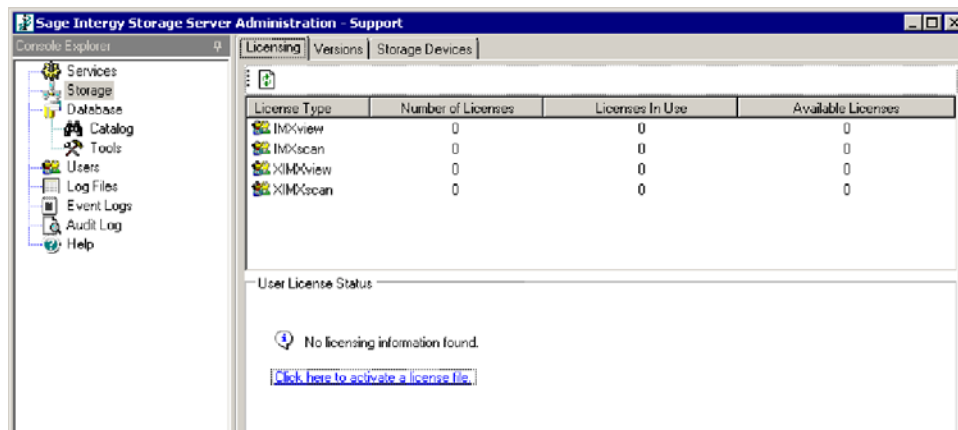 Sage Intergy Storage Server Administration - Support
Console Explorer
Services
Storage
Database
Catalog
Tools
Users
Log Files
Event Logs
Audit Log
Help
Licensing Versions Storage Devices
License Type Number of Licenses Licenses In Use Available Licenses
IMXview 0 0 0
IMXscan 0 0 0
XIMXview 0 0 0
XIMXscan 0 0 0
User License Status
No licensing information found.
Click here to activate a license file.